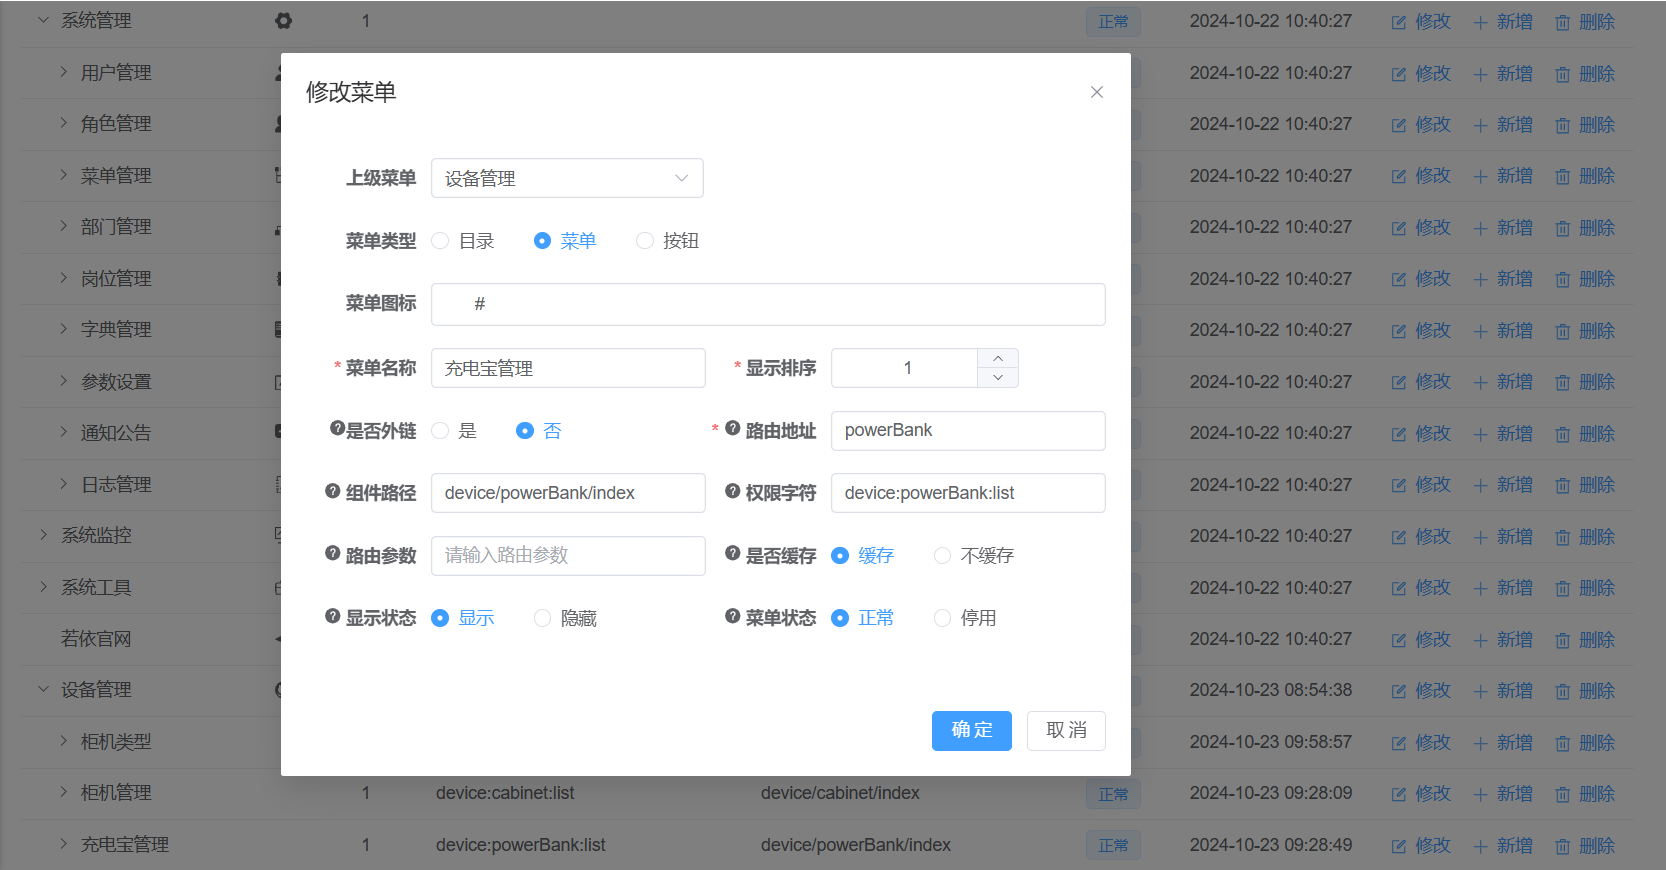 系统管理 1 正常 2024-10-22 10:40:27 修改 新增 删除
用户管理 2024-10-22 10:40:27 修改 新增 删除
修改菜单
角色管理 2024-10-22 10:40:27 修改 新增 删除
菜单管理 2024-10-22 10:40:27 修改 新增 删除
上级菜单 设备管理
部门管理 2024-10-22 10:40:27 修改 新增 删除
菜单类型 目录 菜单 按钮
岗位管理 2024-10-22 10:40:27 修改 新增 删除
菜单图标 #
字典管理 2024-10-22 10:40:27 修改 新增 删除
* 菜单名称 充电宝管理 * 显示排序 1
参数设置 2024-10-22 10:40:27 修改 新增 删除
通知公告 2024-10-22 10:40:27 修改 新增 删除
是否外链 是 否 * 路由地址 powerBank
日志管理 2024-10-22 10:40:27 修改 新增 删除
组件路径 device/powerBank/index 权限字符 device:powerBank:list
系统监控 2024-10-22 10:40:27 修改 新增 删除
路由参数 请输入路由参数 是否缓存 缓存 不缓存
系统工具 2024-10-22 10:40:27 修改 新增 删除
显示状态 显示 隐藏 菜单状态 正常 停用
若依官网 2024-10-22 10:40:27 修改 新增 删除
设备管理 2024-10-23 08:54:38 修改 新增 删除
确 定 取 消
柜机类型 2024-10-23 09:58:57 修改 新增 删除
柜机管理 1 device:cabinet:list device/cabinet/index 正常 2024-10-23 09:28:09 修改 新增 删除
充电宝管理 1 device:powerBank:list device/powerBank/index 正常 2024-10-23 09:28:49 修改 新增 删除